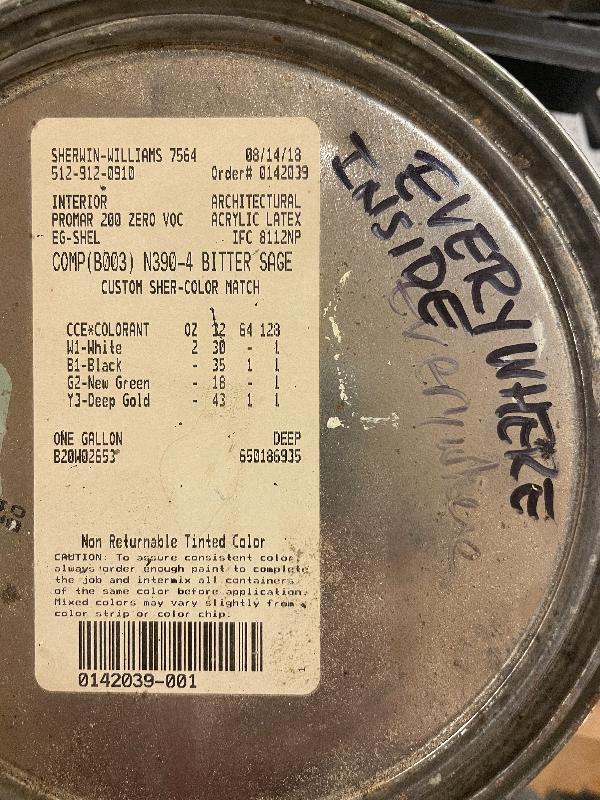 SHERWIN-WILLIAMS 7564 08/14/18
512-912-0910 Order# 0142039
INTERIOR ARCHITECTURAL
PROMAR 200 ZERO VOC ACRYLIC LATEX
EG-SHEL IFC 8112NP
COMP(B003) N390-4 BITTER SAGE
CUSTOM SHER-COLOR MATCH
CCE*COLORANT OZ 32 64 128
W1-White 2 30 - 1
B1-Black - 35 1 1
G2-New Green - 18 - 1
Y3-Deep Gold - 43 1 1
ONE GALLON DEEP
B20W02653 650186935
Non Returnable Tinted Color
CAUTION: To assure consistent color
always order enough paint to complete
the job and intermix all containers
of the same color before application.
Mixed colors may vary slightly from
color strip or color chip.
0142039-001
EVERYWHERE
INSIDE
Everywhere